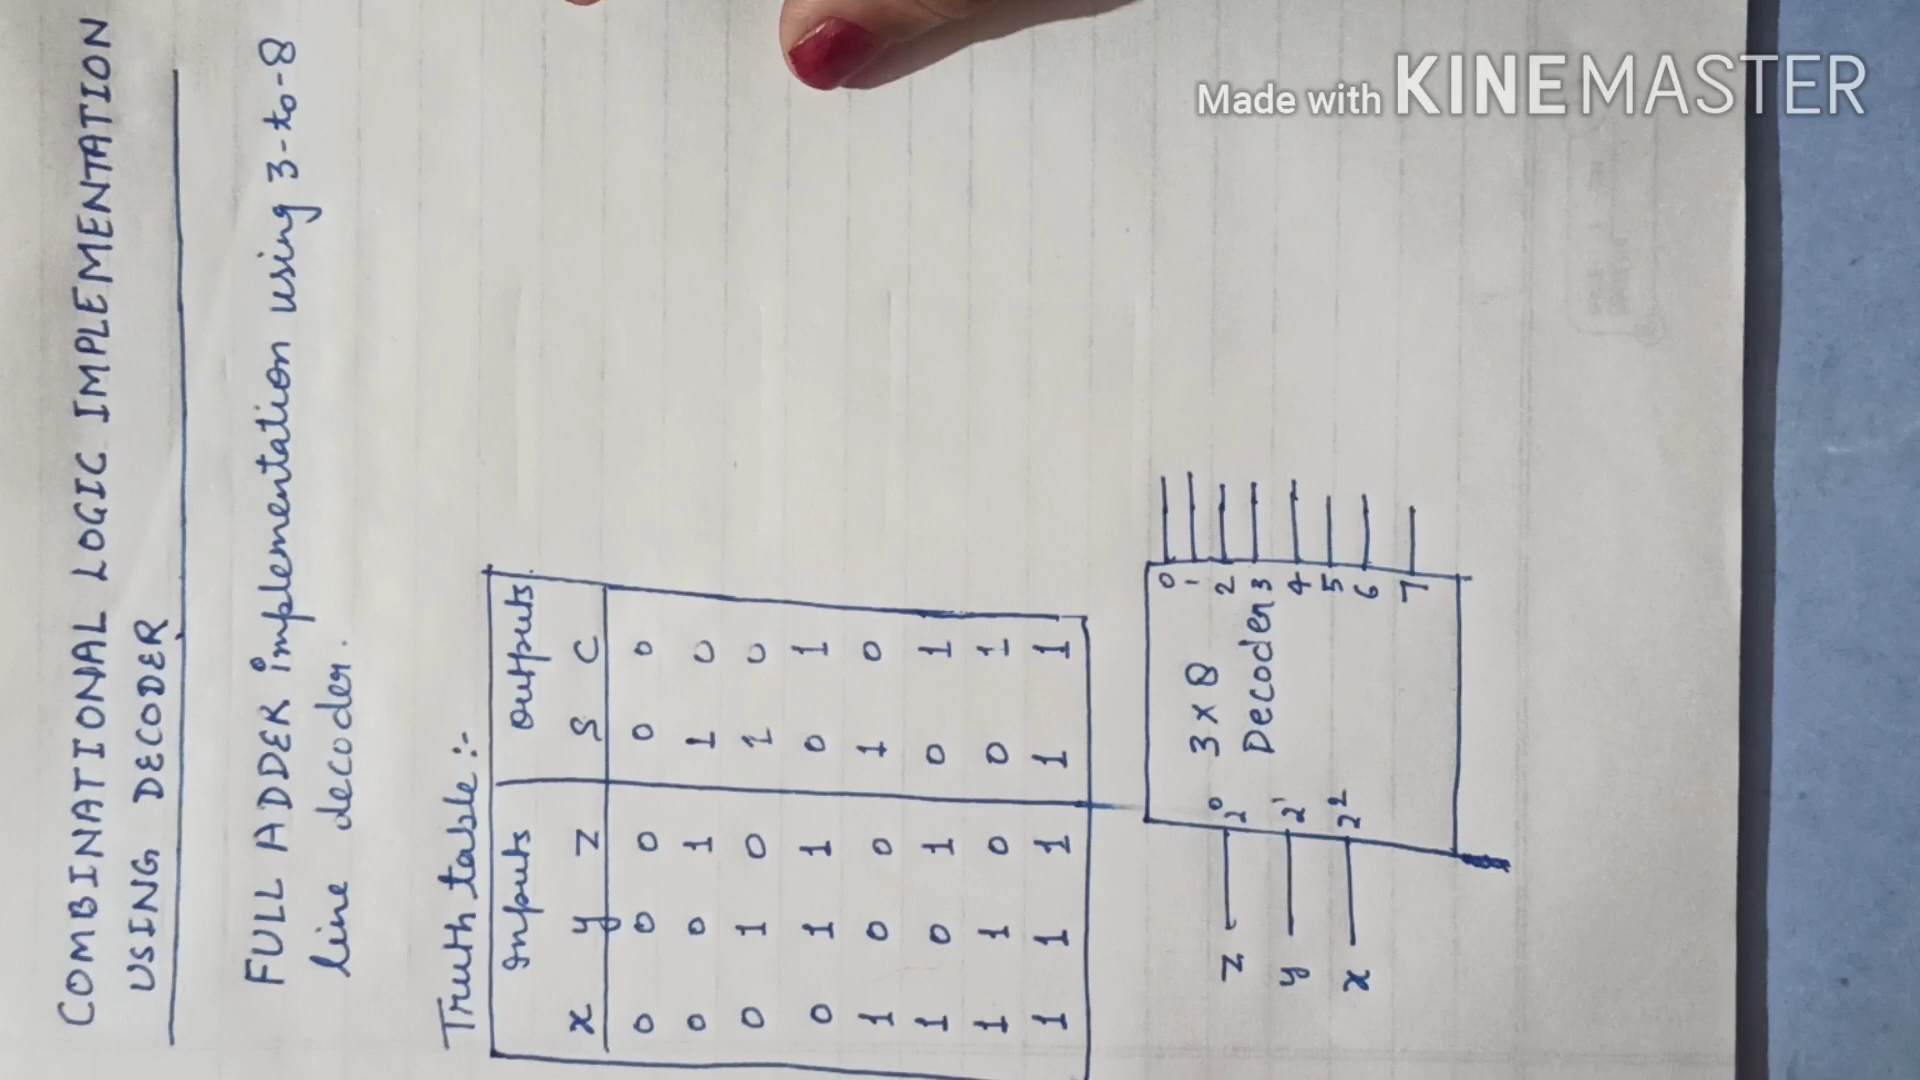 COMBINATIONAL LOGIC IMPLEMENTATION
USING DECODER
FULL ADDER implementation using 3-to-8
line decoder.
Truth table :-
Inputs Outputs
x y z S C
0 0 0 0 0
0 0 1 1 0
0 1 0 1 0
0 1 1 0 1
1 0 0 1 0
1 0 1 0 1
1 1 0 0 1
1 1 1 1 1
z 2⁰ 3 x 8 0
1
y 2¹ Decoder 2
3
x 2² 4
5
6
7
Made with KINEMASTER